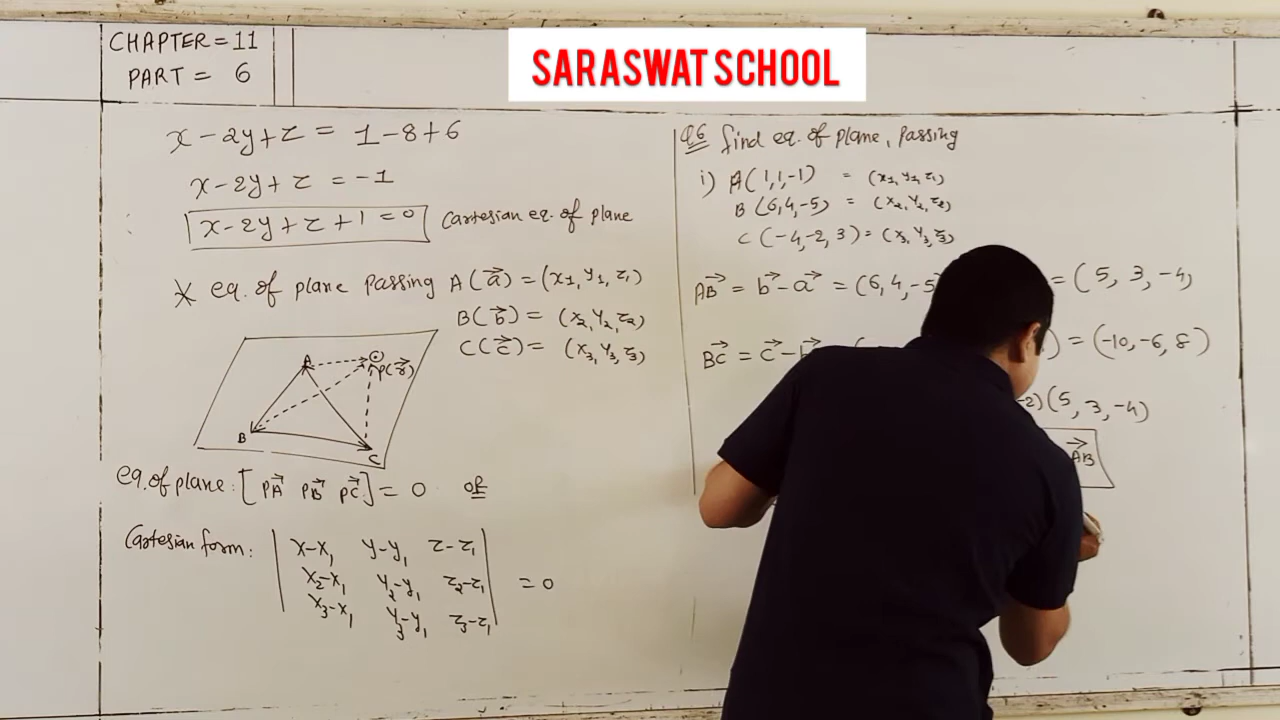 CHAPTER = 11
PART = 6
SARASWAT SCHOOL
x - 2y + z = 1 - 8 + 6
x - 2y + z = -1
x - 2y + z + 1 = 0 Cartesian eq. of plane
* eq. of plane passing A(a⃗) = (x₁, y₁, z₁)
B(b⃗) = (x₂, y₂, z₂)
C(c⃗) = (x₃, y₃, z₃)
A
P(r⃗)
B
C
eq. of plane: [PA⃗ PB⃗ PC⃗] = 0 or
Cartesian form: | x-x₁ y-y₁ z-z₁ |
| x₂-x₁ y₂-y₁ z₂-z₁ | = 0
| x₃-x₁ y₃-y₁ z₃-z₁ |
Q6 find eq. of plane, passing
i) A(1,1,-1) = (x₁, y₁, z₁)
B(6,4,-5) = (x₂, y₂, z₂)
C(-4,-2,3) = (x₃, y₃, z₃)
AB⃗ = b⃗ - a⃗ = (6, 4, -5 = (5, 3, -4)
BC⃗ = c⃗ - = (-10, -6, 8)
-2)(5, 3, -4)
AB⃗